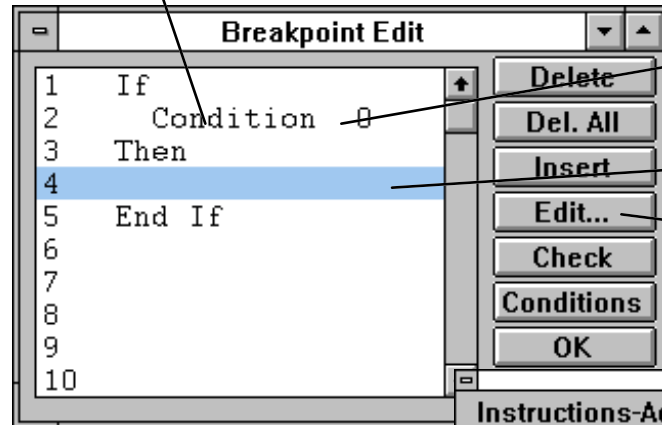 Breakpoint Edit
1 If
2 Condition 0
3 Then
4
5 End If
6
7
8
9
10
Delete
Del. All
Insert
Edit...
Check
Conditions
OK